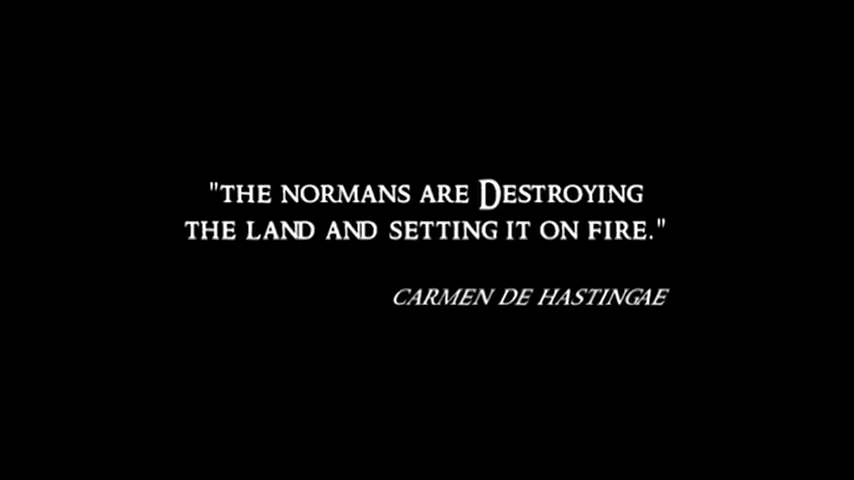 "THE NORMANS ARE DESTROYING
THE LAND AND SETTING IT ON FIRE."
CARMEN DE HASTINGAE